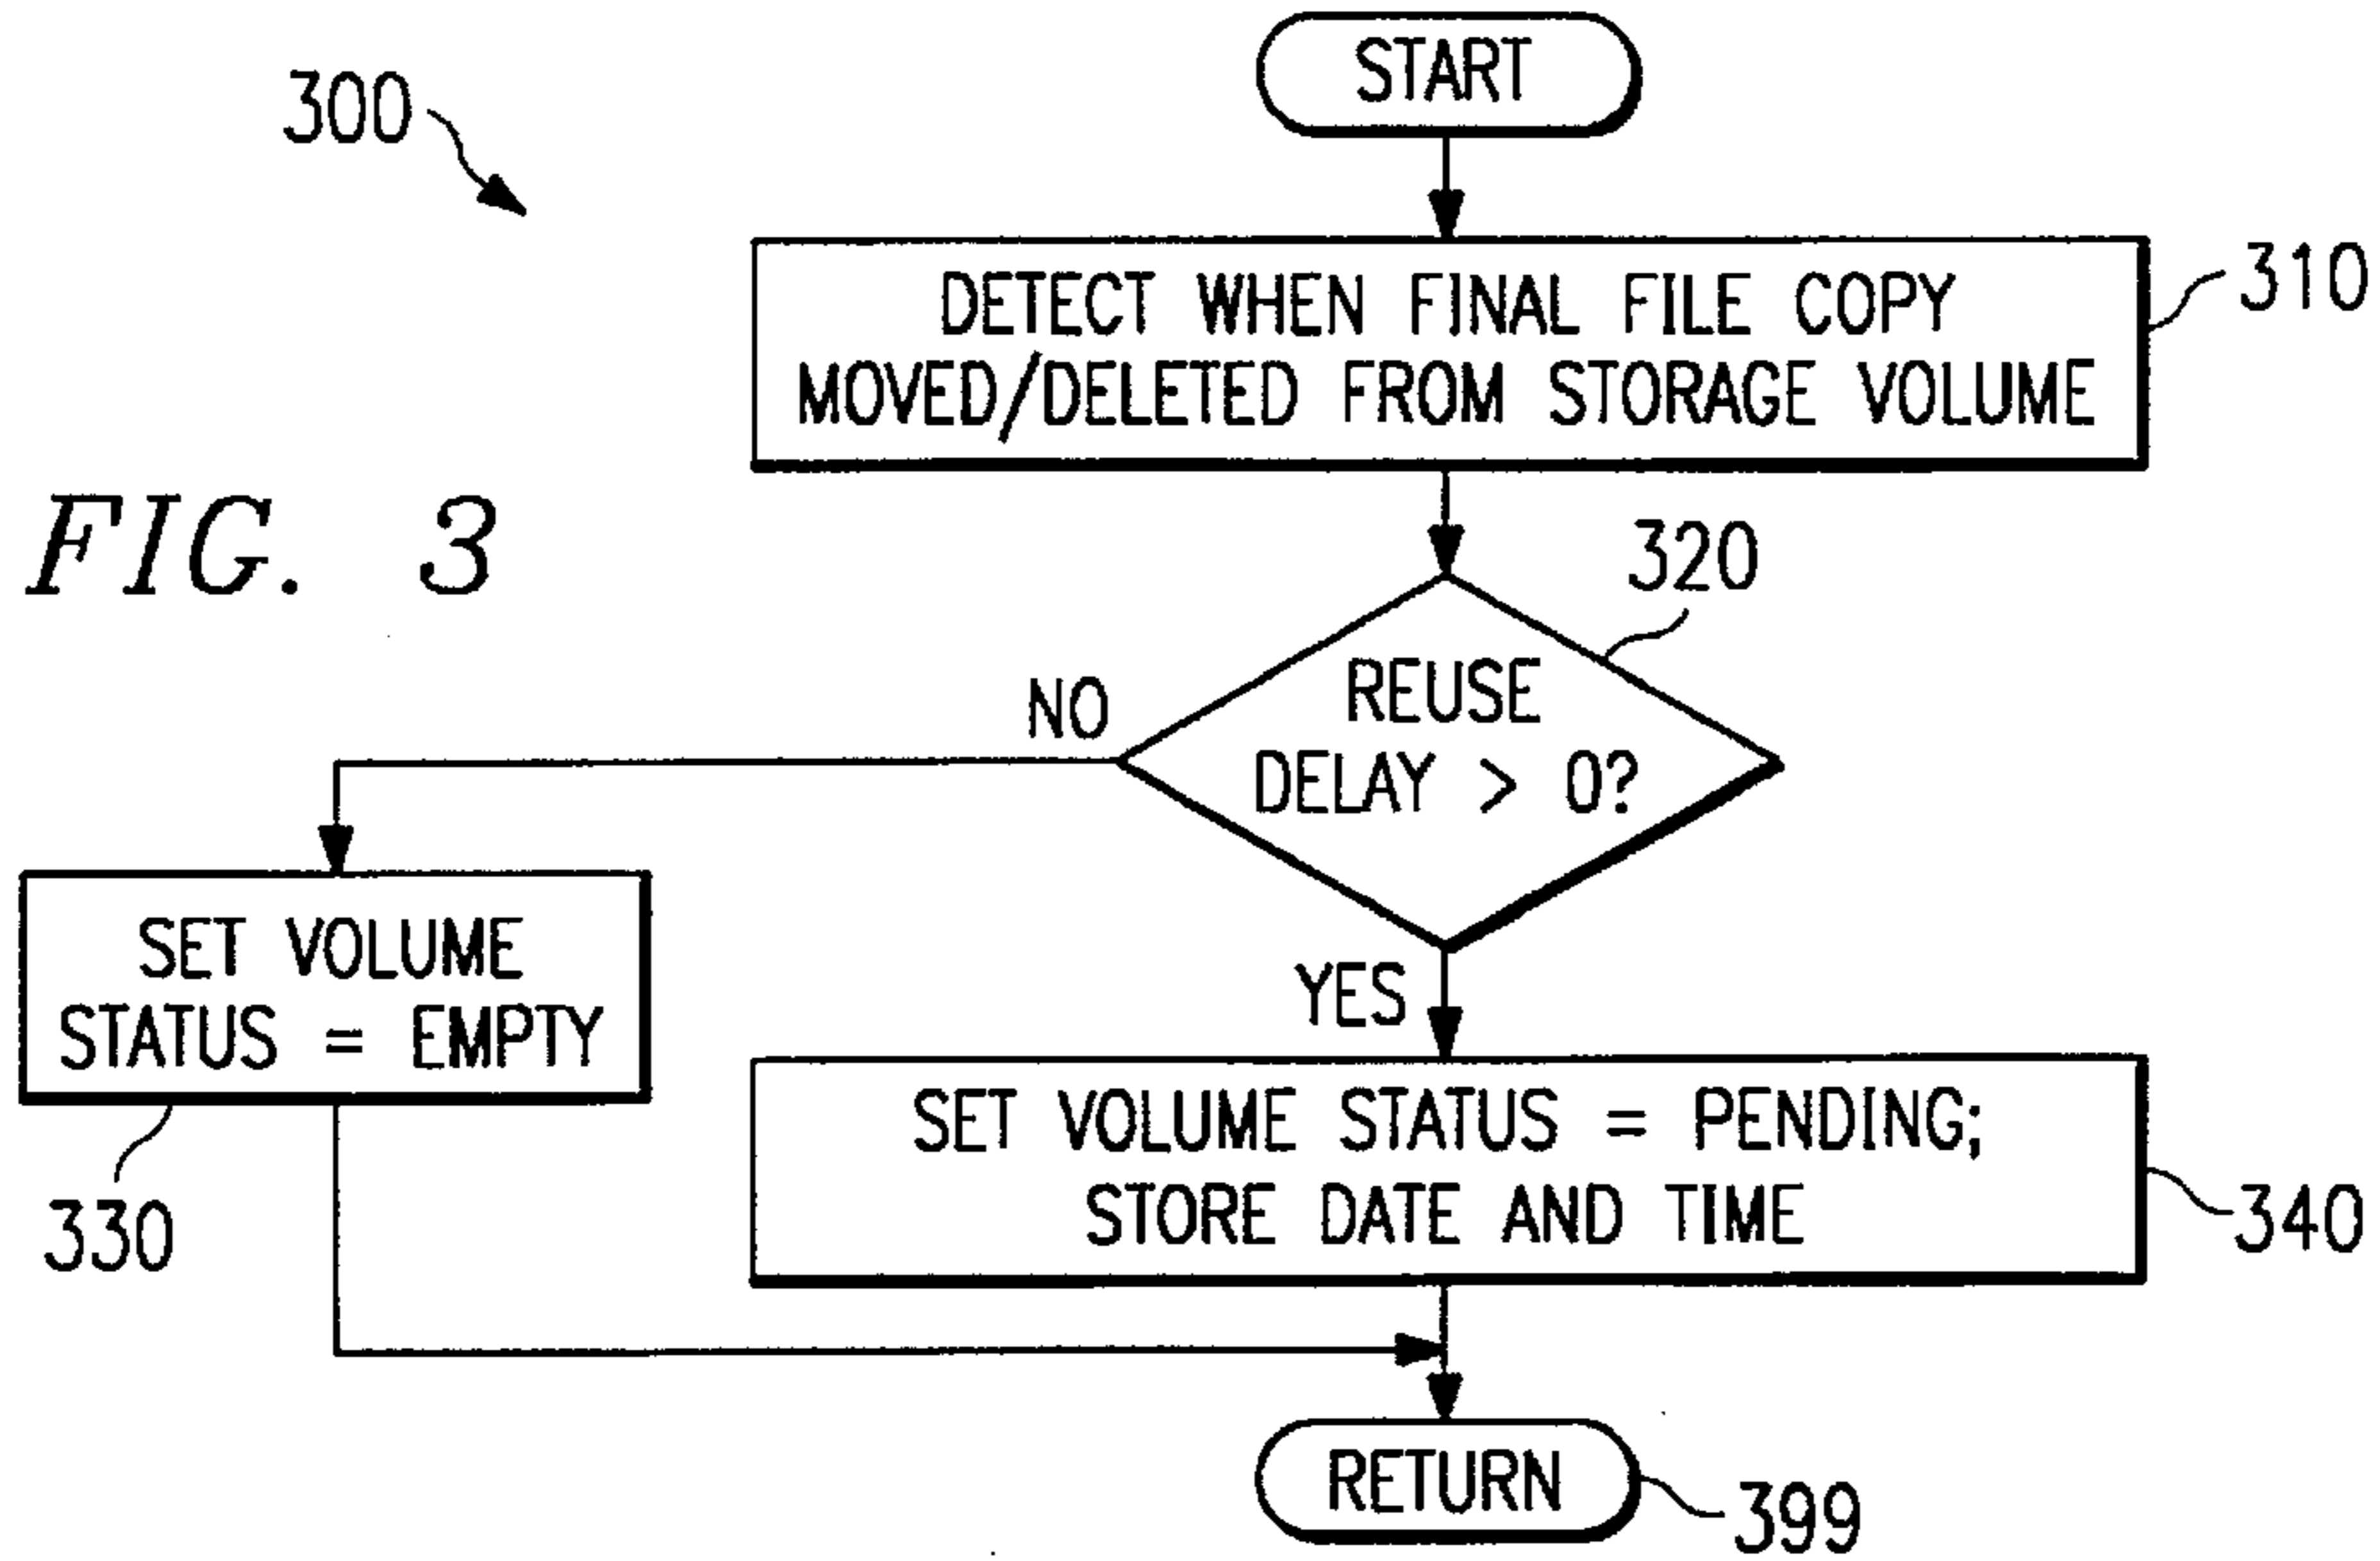 START
300
DETECT WHEN FINAL FILE COPY
MOVED/DELETED FROM STORAGE VOLUME
310
FIG. 3
320
REUSE
DELAY > 0?
NO
YES
SET VOLUME
STATUS = EMPTY
330
SET VOLUME STATUS = PENDING;
STORE DATE AND TIME
340
RETURN
399